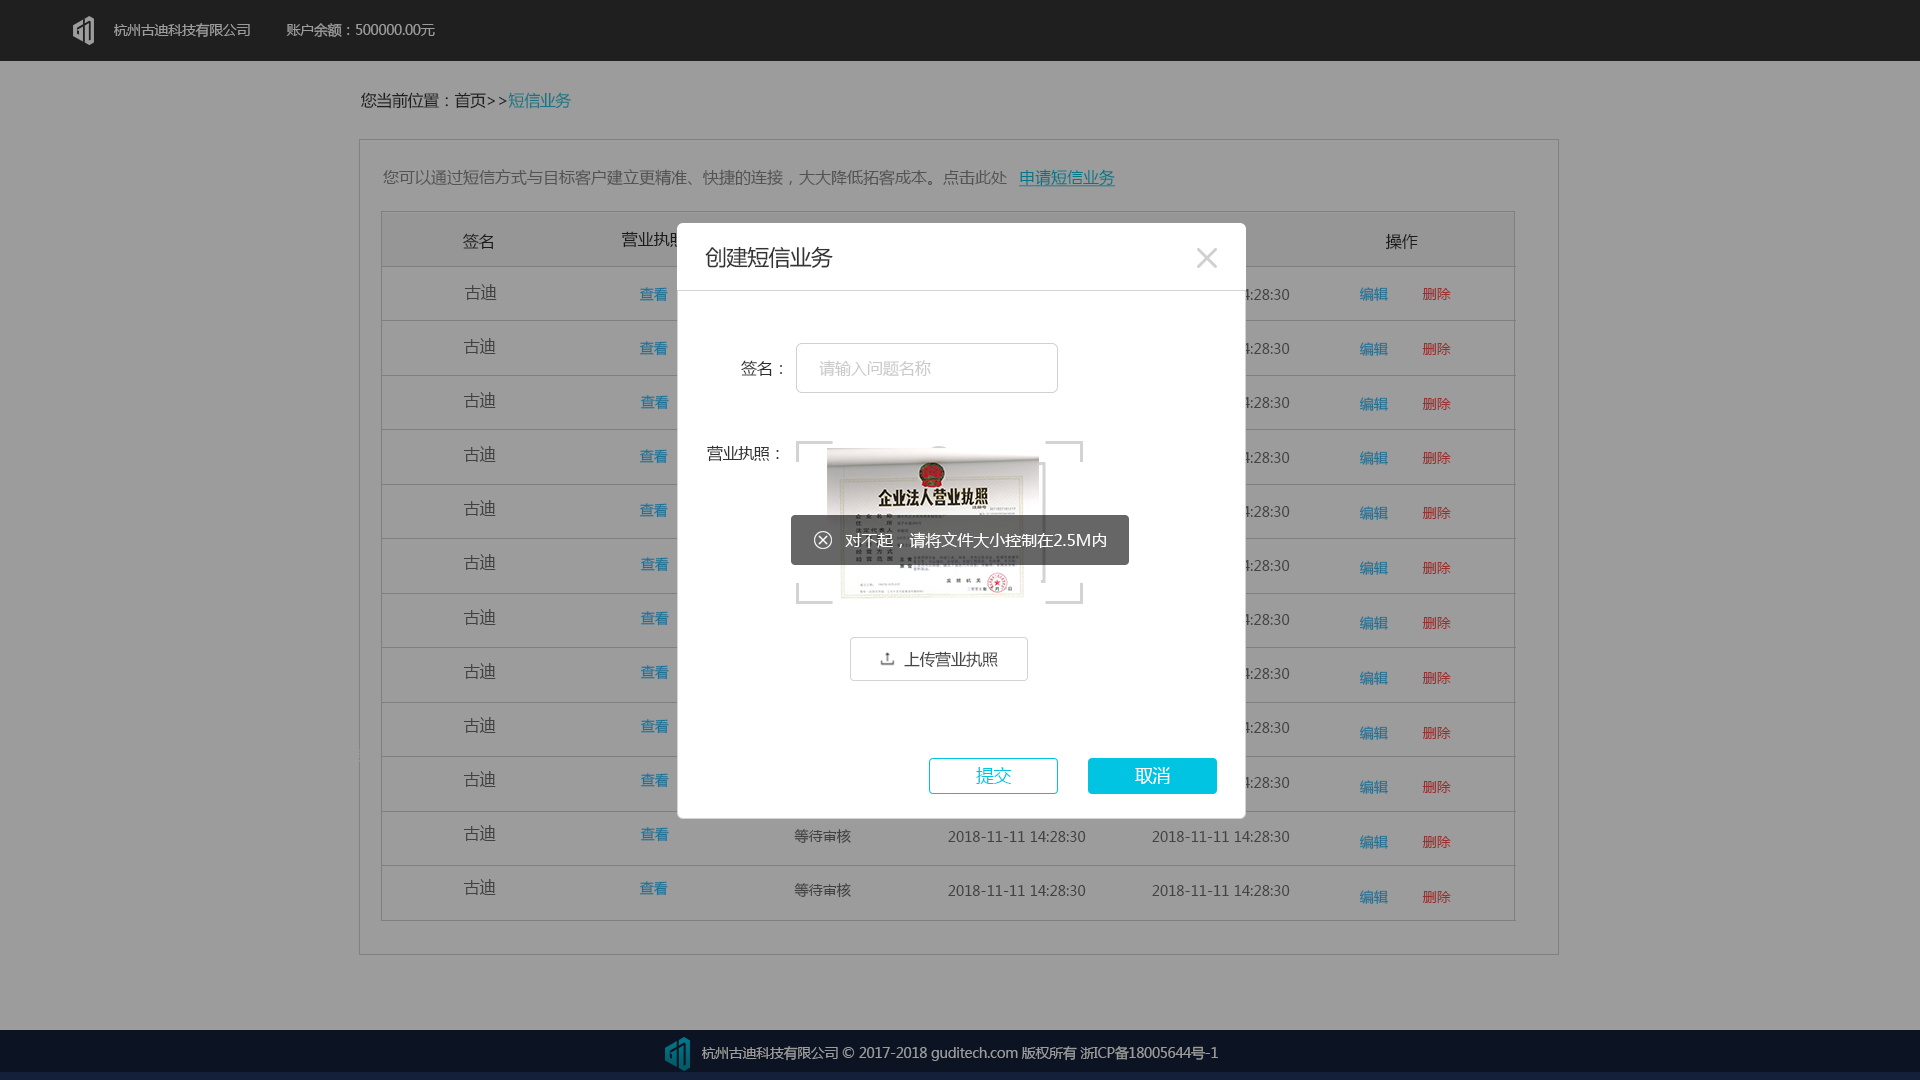 杭州古迪科技有限公司 账户余额：500000.00元
您当前位置：首页>>短信业务
您可以通过短信方式与目标客户建立更精准、快捷的连接，大大降低拓客成本。点击此处 申请短信业务
签名 营业执照 操作
古迪 查看 4:28:30 编辑 删除
古迪 查看 4:28:30 编辑 删除
古迪 查看 4:28:30 编辑 删除
古迪 查看 4:28:30 编辑 删除
古迪 查看 4:28:30 编辑 删除
古迪 查看 4:28:30 编辑 删除
古迪 查看 4:28:30 编辑 删除
古迪 查看 4:28:30 编辑 删除
古迪 查看 4:28:30 编辑 删除
古迪 查看 4:28:30 编辑 删除
古迪 查看 等待审核 2018-11-11 14:28:30 2018-11-11 14:28:30 编辑 删除
古迪 查看 等待审核 2018-11-11 14:28:30 2018-11-11 14:28:30 编辑 删除
创建短信业务
签名： 请输入问题名称
营业执照：
企业法人营业执照
对不起，请将文件大小控制在2.5M内
上传营业执照
提交 取消
杭州古迪科技有限公司 © 2017-2018 guditech.com 版权所有 浙ICP备18005644号-1